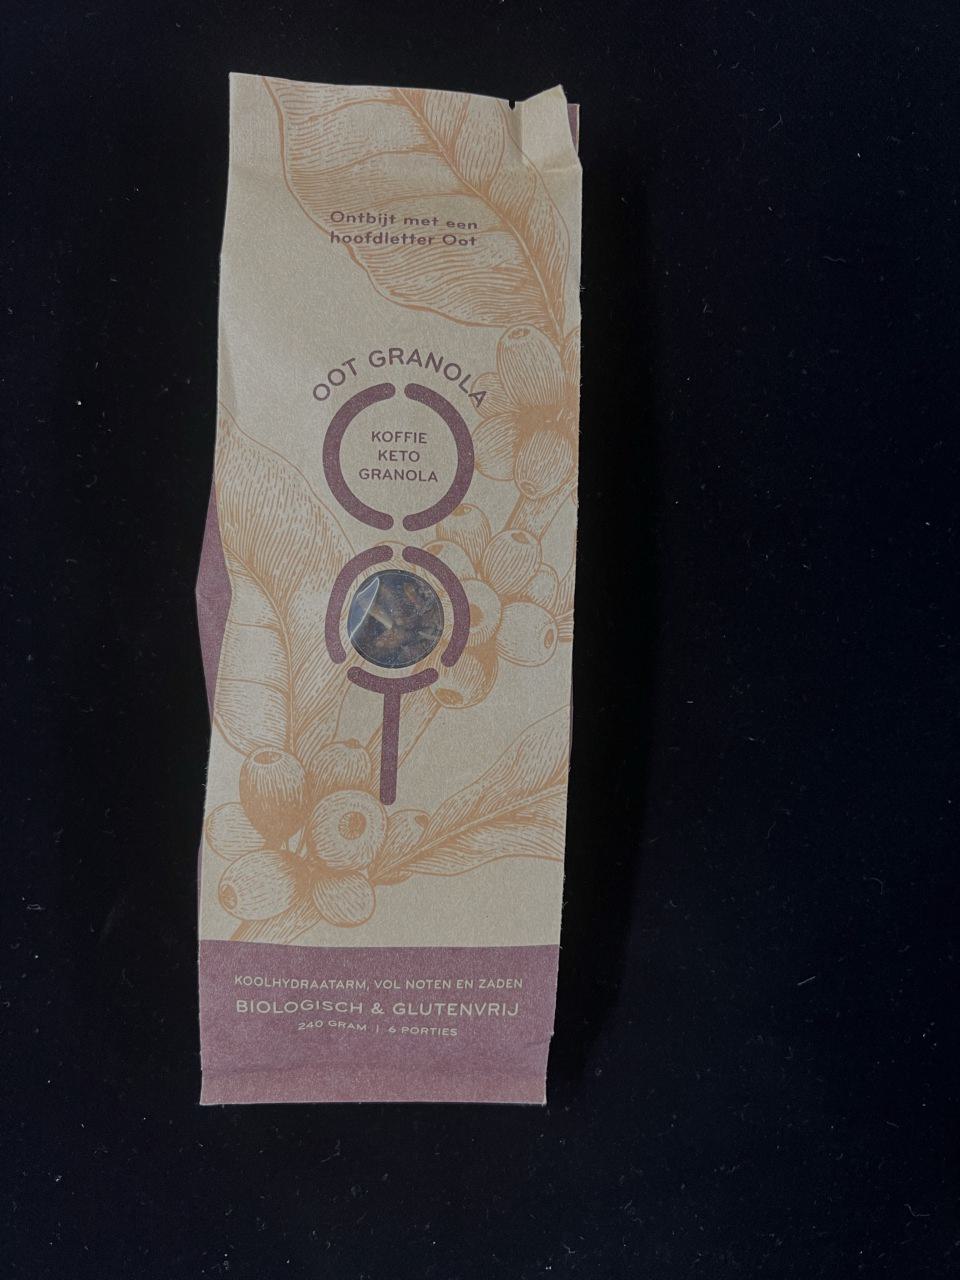 Ontbijt met een
hoofdletter Oot
OOT GRANOLA
KOFFIE
KETO
GRANOLA
OOT
KOOLHYDRAATARM, VOL NOTEN EN ZADEN
BIOLOGISCH & GLUTENVRIJ
240 GRAM | 6 PORTIES